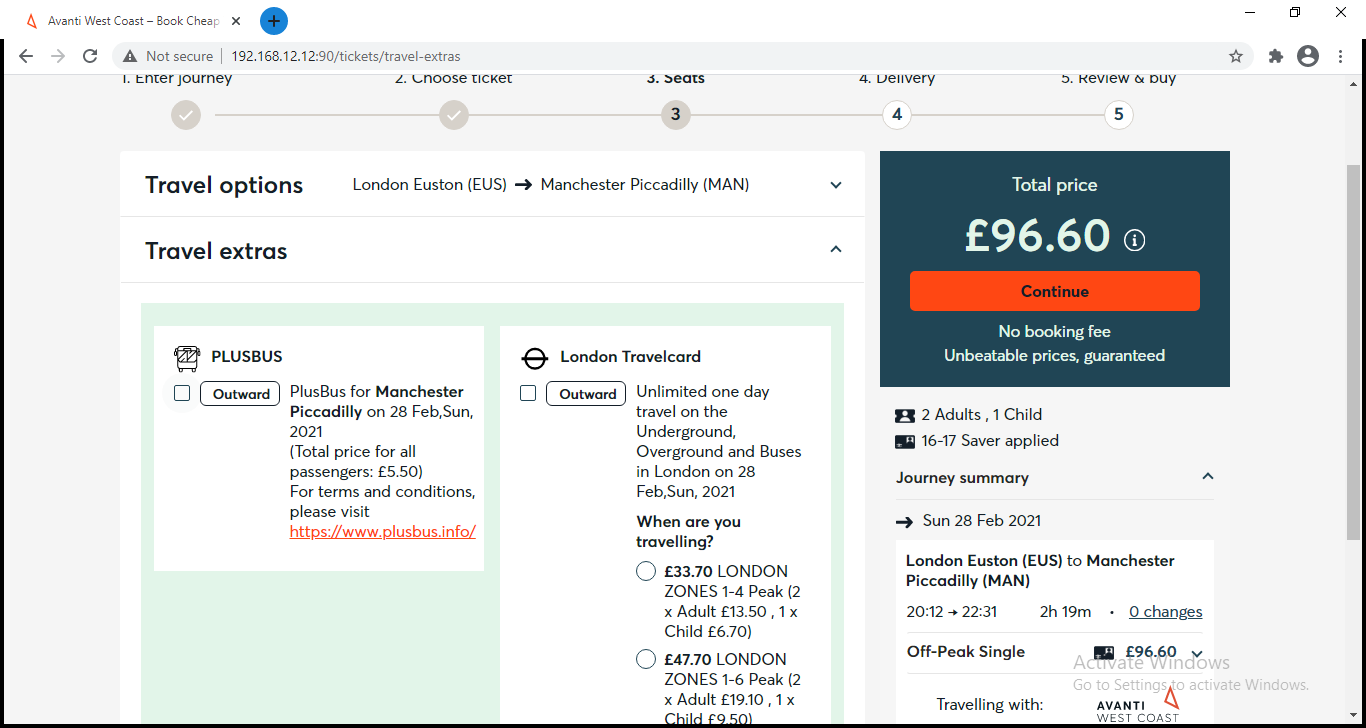 Avanti West Coast – Book Cheap
Not secure
192.168.12.12:90/tickets/travel-extras
1. Enter journey
2. Choose ticket
3. Seats
4. Delivery
5. Review & buy
3
4
5
Travel options
London Euston (EUS) → Manchester Piccadilly (MAN)
Travel extras
PLUSBUS
Outward
PlusBus for Manchester
Piccadilly on 28 Feb,Sun,
2021
(Total price for all
passengers: £5.50)
For terms and conditions,
please visit
https://www.plusbus.info/
London Travelcard
Outward
Unlimited one day
travel on the
Underground,
Overground and Buses
in London on 28
Feb,Sun, 2021
When are you
travelling?
£33.70 LONDON
ZONES 1-4 Peak (2
x Adult £13.50 , 1 x
Child £6.70)
£47.70 LONDON
ZONES 1-6 Peak (2
x Adult £19.10 , 1 x
Child £9.50)
Total price
£96.60
Continue
No booking fee
Unbeatable prices, guaranteed
2 Adults , 1 Child
16-17 Saver applied
Journey summary
→ Sun 28 Feb 2021
London Euston (EUS) to Manchester
Piccadilly (MAN)
20:12 → 22:31 2h 19m · 0 changes
Off-Peak Single £96.60
Activate Windows
Go to Settings to activate Windows.
Travelling with:
AVANTI
WEST COAST